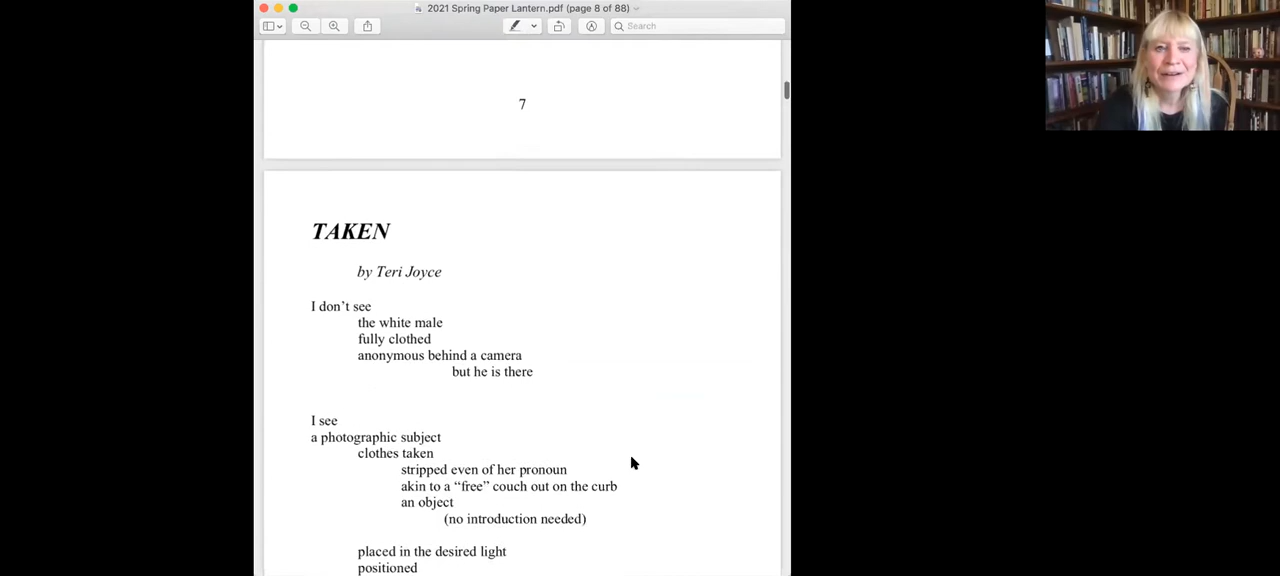 2021 Spring Paper Lantern.pdf (page 8 of 88)
Search
7
TAKEN
by Teri Joyce
I don't see
the white male
fully clothed
anonymous behind a camera
but he is there
I see
a photographic subject
clothes taken
stripped even of her pronoun
akin to a “free” couch out on the curb
an object
(no introduction needed)
placed in the desired light
positioned